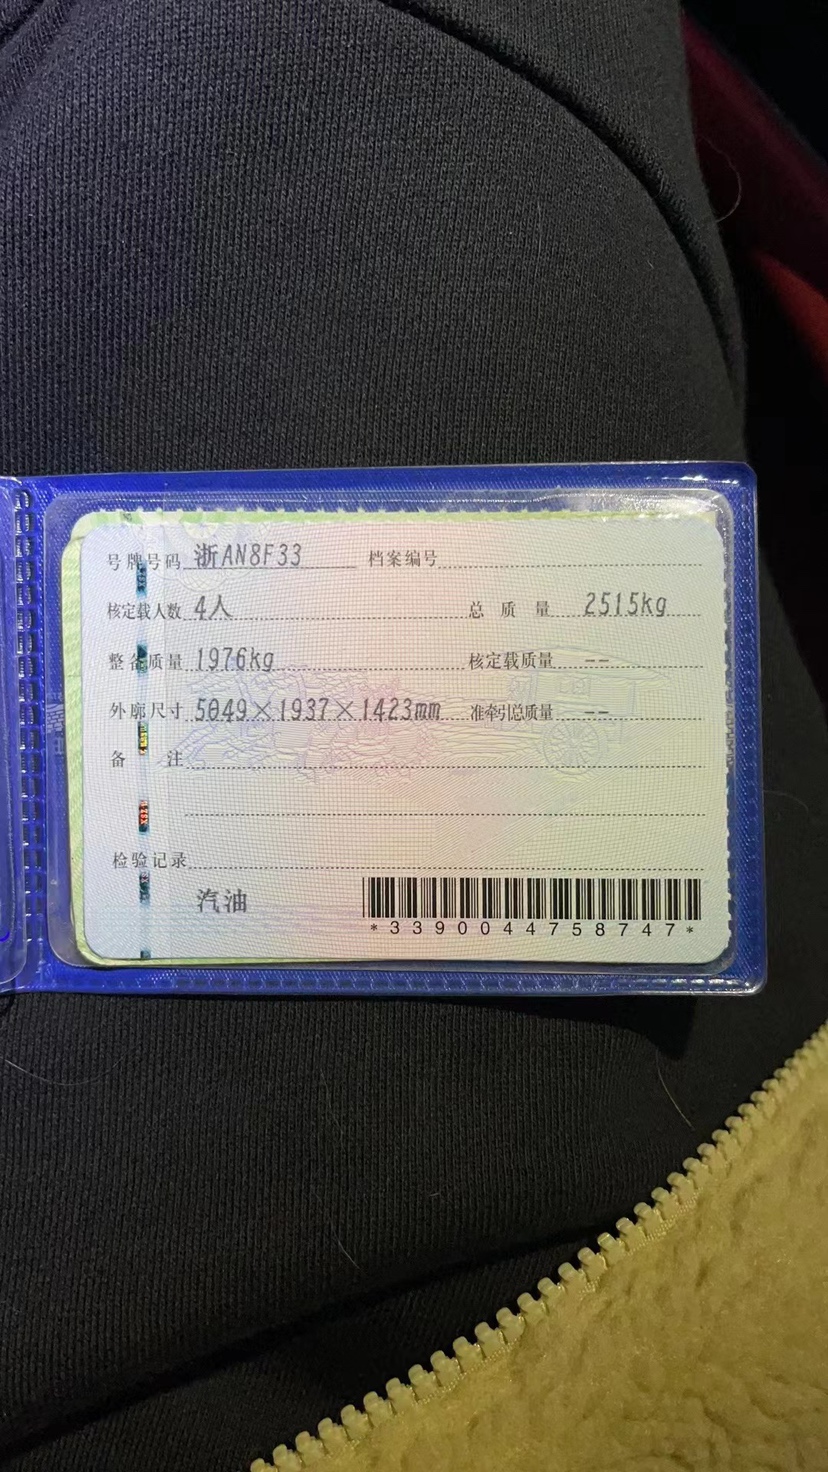 号牌号码 浙AN8F33 档案编号
核定载人数 4人 总质量 2515kg
整备质量 1976kg 核定载质量 --
外廓尺寸 5049×1937×1423mm 准牵引总质量 --
备注
检验记录
汽油
*3390044758747*